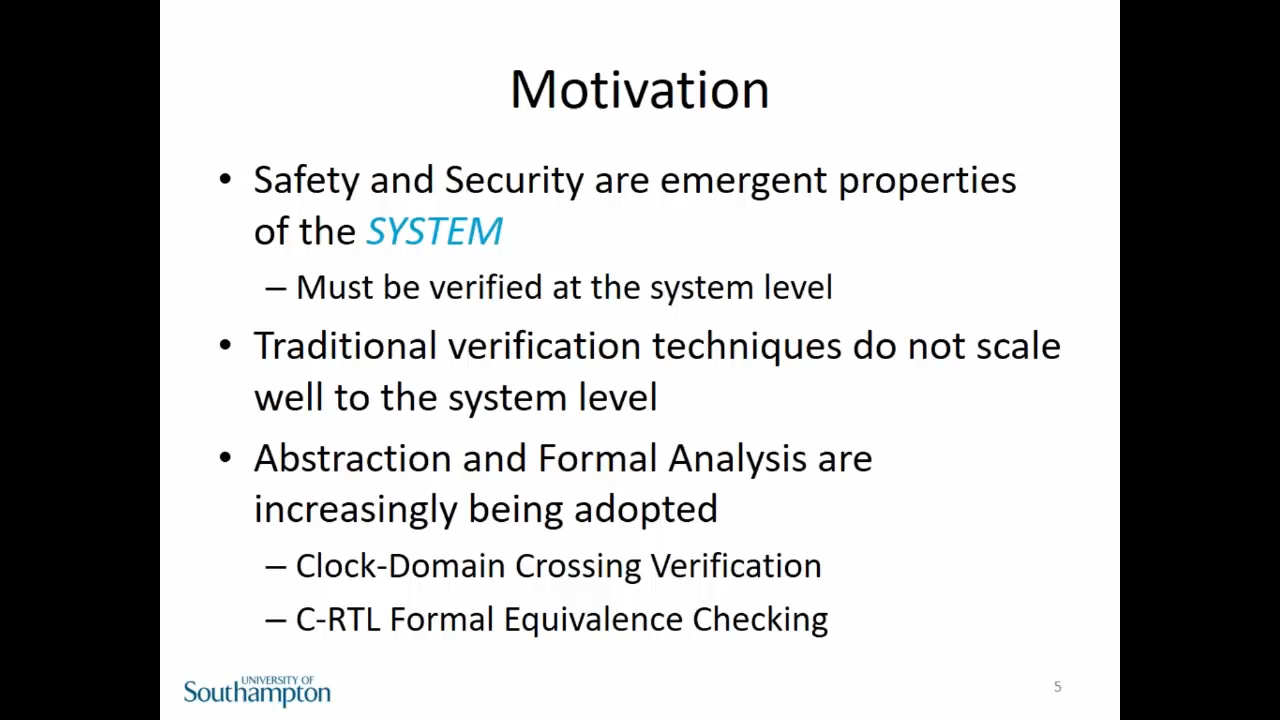 Motivation
• Safety and Security are emergent properties
of the SYSTEM
– Must be verified at the system level
• Traditional verification techniques do not scale
well to the system level
• Abstraction and Formal Analysis are
increasingly being adopted
– Clock-Domain Crossing Verification
– C-RTL Formal Equivalence Checking
UNIVERSITY OF
Southampton
5